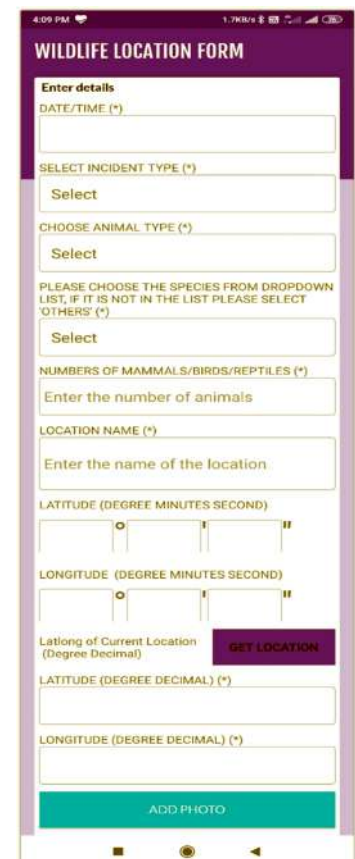 4:09 PM
1.7KB/s
WILDLIFE LOCATION FORM
Enter details
DATE/TIME (*)
SELECT INCIDENT TYPE (*)
Select
CHOOSE ANIMAL TYPE (*)
Select
PLEASE CHOOSE THE SPECIES FROM DROPDOWN
LIST, IF IT IS NOT IN THE LIST PLEASE SELECT
'OTHERS' (*)
Select
NUMBERS OF MAMMALS/BIRDS/REPTILES (*)
Enter the number of animals
LOCATION NAME (*)
Enter the name of the location
LATITUDE (DEGREE MINUTES SECOND)
o ' "
LONGITUDE (DEGREE MINUTES SECOND)
o ' "
Latlong of Current Location
(Degree Decimal)
GET LOCATION
LATITUDE (DEGREE DECIMAL) (*)
LONGITUDE (DEGREE DECIMAL) (*)
ADD PHOTO